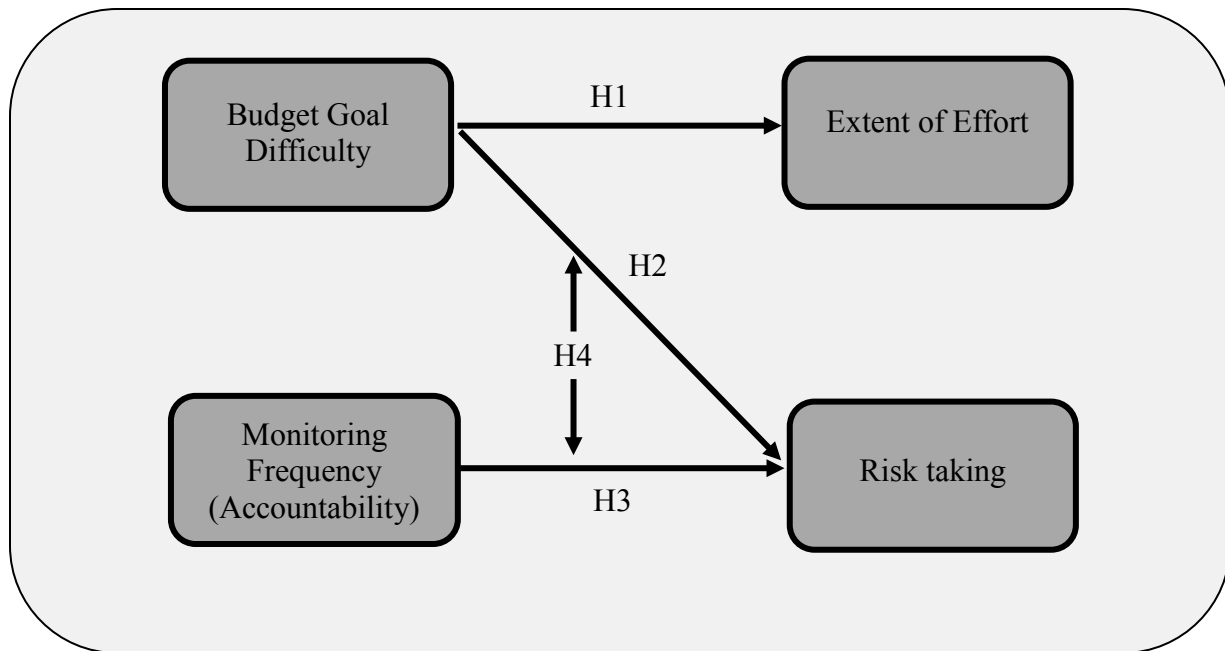 Budget Goal
Difficulty
H1
Extent of Effort
H2
H4
Monitoring
Frequency
(Accountability)
H3
Risk taking